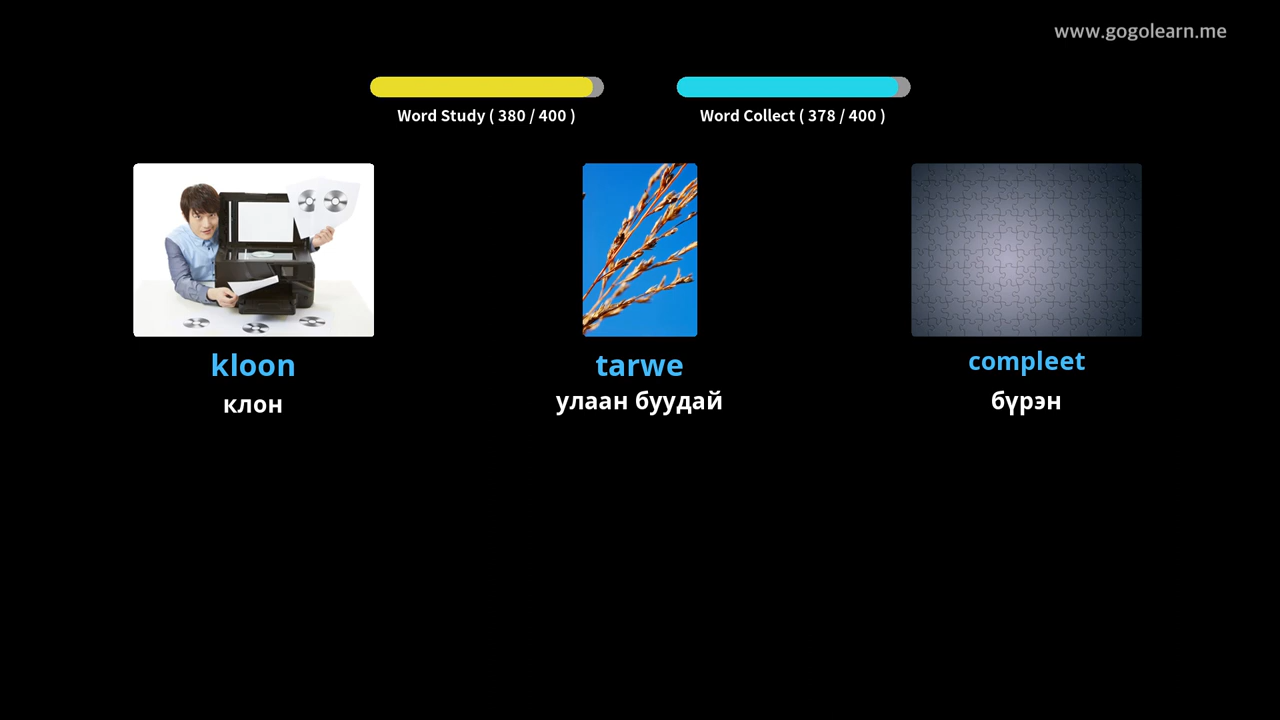 www.gogolearn.me
Word Study ( 380 / 400 )
Word Collect ( 378 / 400 )
kloon
клон
tarwe
улаан буудай
compleet
бүрэн